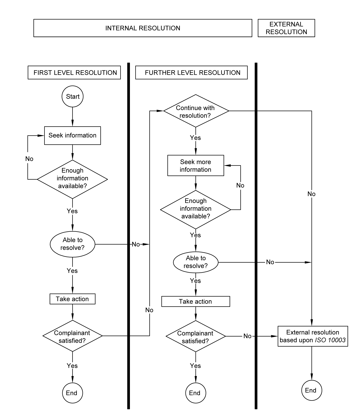 INTERNAL RESOLUTION
EXTERNAL
RESOLUTION
FIRST LEVEL RESOLUTION
FURTHER LEVEL RESOLUTION
Start
Seek information
No
Enough
information
available?
Yes
Able to
resolve?
No
Yes
Take action
Complainant
satisfied?
No
Yes
End
Continue with
resolution?
Yes
Seek more
information
No
Enough
information
available?
Yes
Able to
resolve?
No
Yes
Take action
Complainant
satisfied?
No
Yes
End
No
External resolution
based upon ISO 10003
End